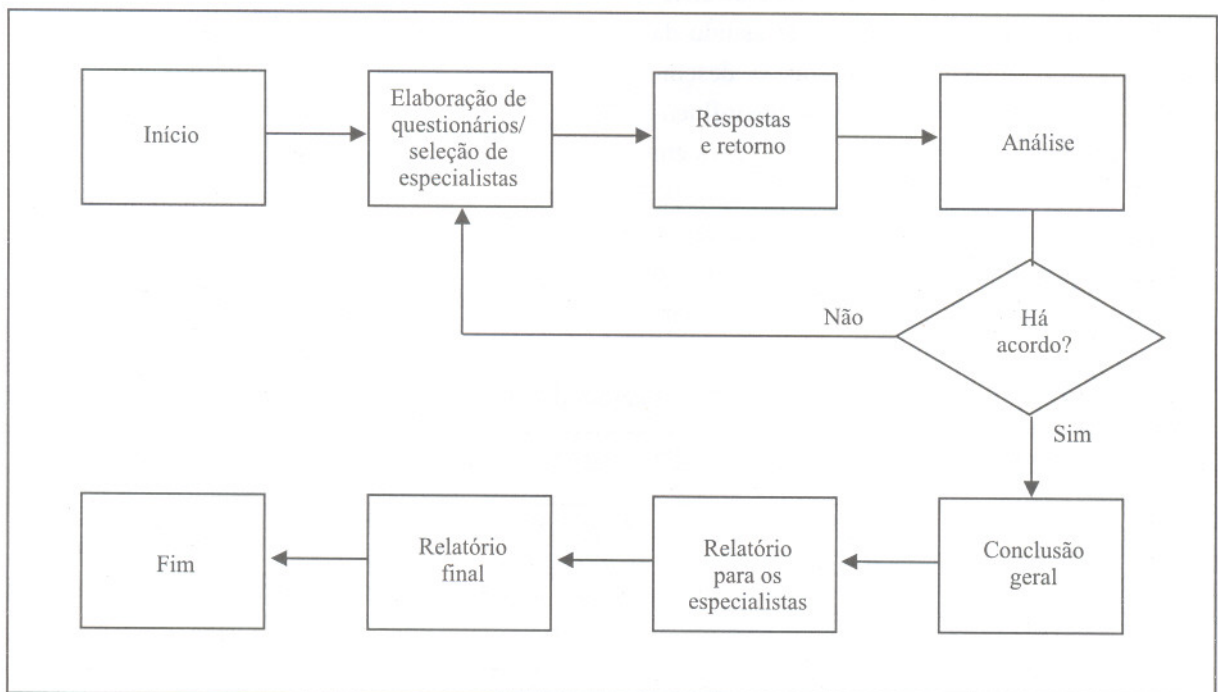 Início
Elaboração de
questionários/
seleção de
especialistas
Respostas
e retorno
Análise
Há
acordo?
Não
Sim
Conclusão
geral
Relatório
para os
especialistas
Relatório
final
Fim